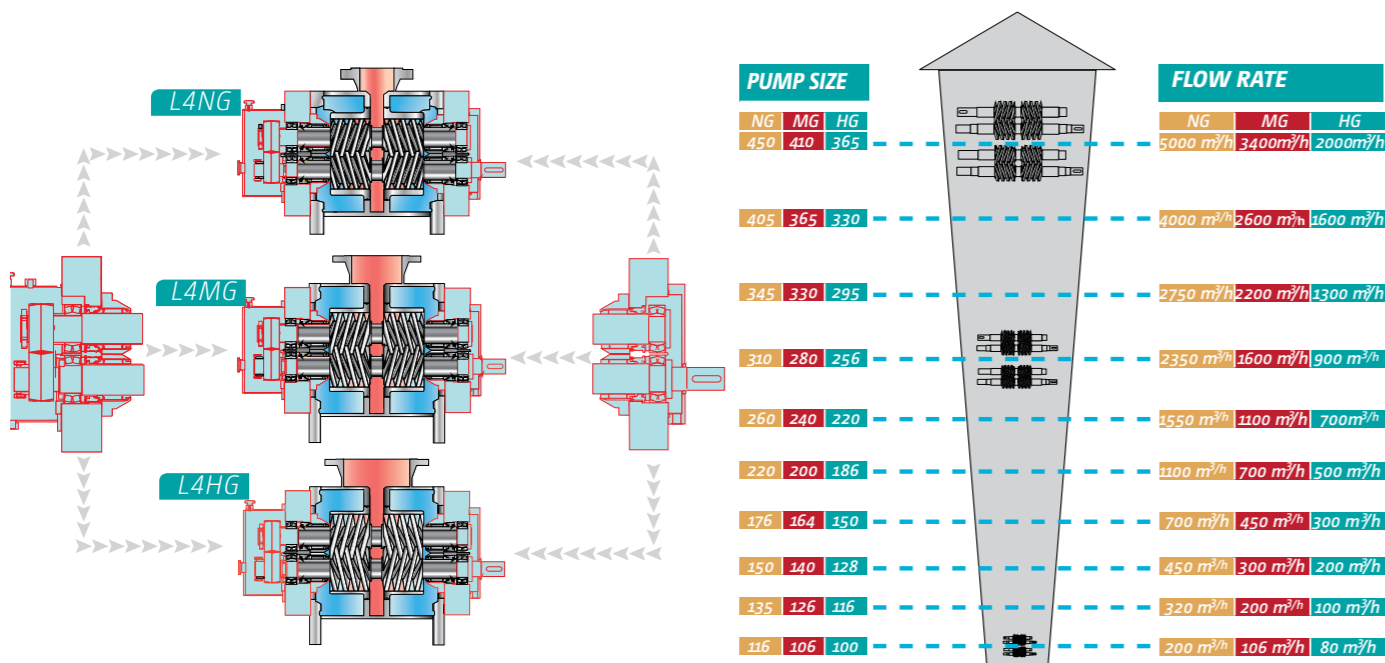 L4NG
L4MG
L4HG
PUMP SIZE
NG MG HG
450 410 365
405 365 330
345 330 295
310 280 256
260 240 220
220 200 186
176 164 150
150 140 128
135 126 116
116 106 100
FLOW RATE
NG MG HG
5000 m³/h 3400m³/h 2000m³/h
4000 m³/h 2600 m³/h 1600 m³/h
2750 m³/h 2200 m³/h 1300 m³/h
2350 m³/h 1600 m³/h 900 m³/h
1550 m³/h 1100 m³/h 700m³/h
1100 m³/h 700 m³/h 500 m³/h
700 m³/h 450 m³/h 300 m³/h
450 m³/h 300 m³/h 200 m³/h
320 m³/h 200 m³/h 100 m³/h
200 m³/h 106 m³/h 80 m³/h